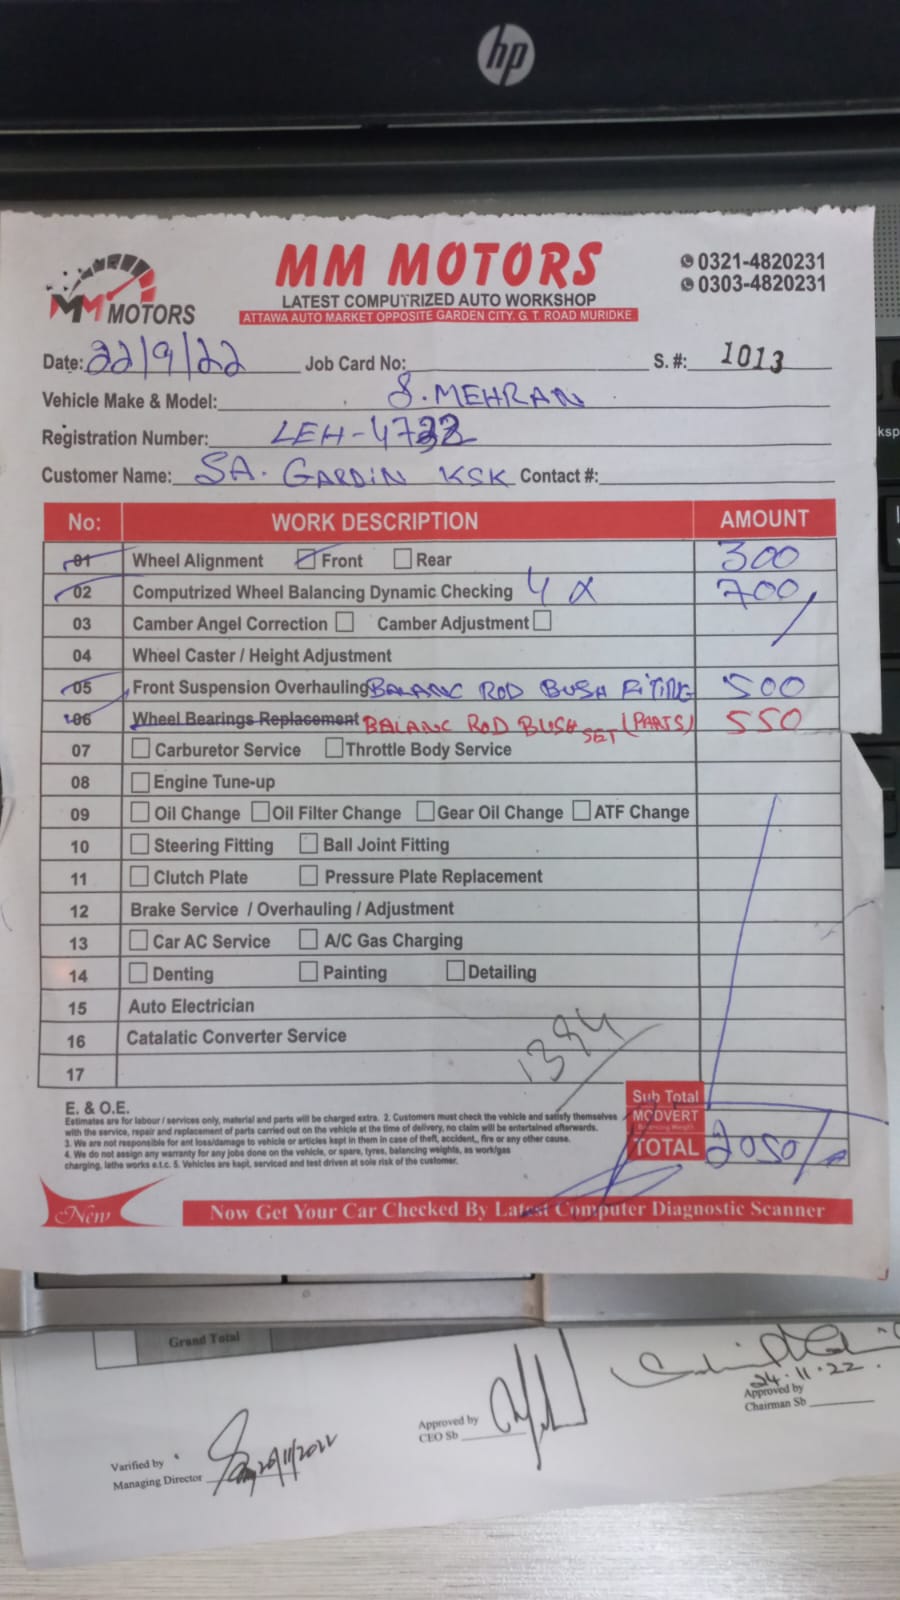 hp
MM MOTORS
MM MOTORS
LATEST COMPUTRIZED AUTO WORKSHOP
ATTAWA AUTO MARKET OPPOSITE GARDEN CITY. G. T. ROAD MURIDKE
0321-4820231
0303-4820231
Date: 22/9/22 Job Card No: S.#: 1013
Vehicle Make & Model: S. MEHRAN
Registration Number: LEH-4732
Customer Name: SA. GARDIN KSK Contact #:
No: WORK DESCRIPTION AMOUNT
01 Wheel Alignment Front Rear 300
02 Computrized Wheel Balancing Dynamic Checking 4 700
03 Camber Angel Correction Camber Adjustment
04 Wheel Caster / Height Adjustment
05 Front Suspension Overhauling BALANC ROD BUSH FITING 500
06 Wheel Bearings Replacement BALANC ROD BUSH SET (PARTS) 550
07 Carburetor Service Throttle Body Service
08 Engine Tune-up
09 Oil Change Oil Filter Change Gear Oil Change ATF Change
10 Steering Fitting Ball Joint Fitting
11 Clutch Plate Pressure Plate Replacement
12 Brake Service / Overhauling / Adjustment
13 Car AC Service A/C Gas Charging
14 Denting Painting Detailing
15 Auto Electrician
16 Catalatic Converter Service
17
1394
E. & O.E.
Estimates are for labour / services only, material and parts will be charged extra. 2. Customers must check the vehicle and satisfy themselves
with the service, repair and replacement of parts carried out on the vehicle at the time of delivery, no claim will be entertained afterwards.
3. We are not responsible for ant loss/damage to vehicle or articles kept in them in case of theft, accident,, fire or any other cause.
4. We do not assign any warranty for any jobs done on the vehicle, or spare, tyres, balancing weights, as work/gas
charging, lathe works e.t.c. 5. Vehicles are kept, serviced and test driven at sole risk of the customer.
Sub Total
TOTAL 2050/
New
Now Get Your Car Checked By Latest Computer Diagnostic Scanner
Grand Total
24.11.22
Varified by
Managing Director
Approved by
CEO Sb
Approved by
Chairman Sb